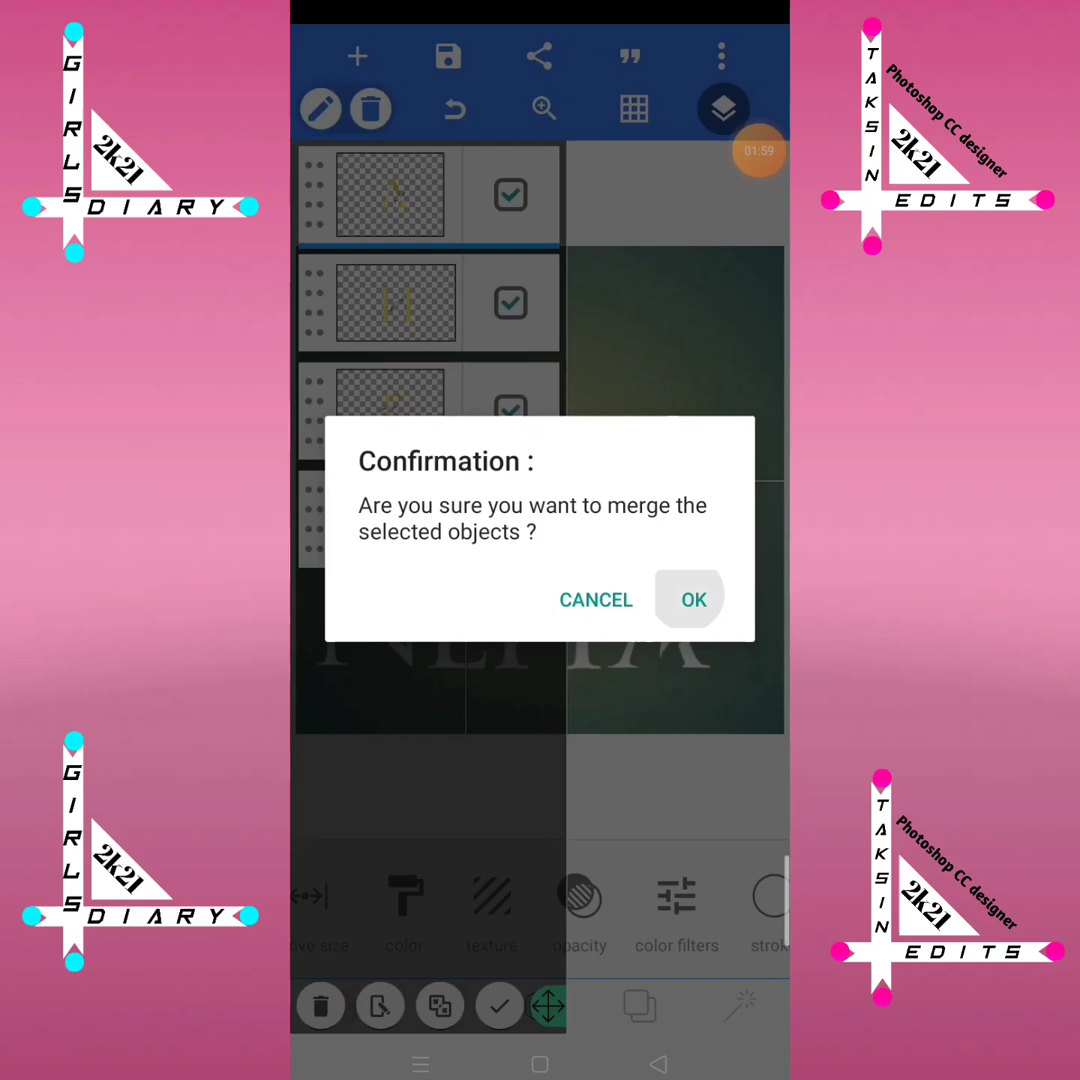 GIRLS
2k21
DIARY
TAKSIN
Photoshop CC designer
2k21
EDITS
01:59
Confirmation :
Are you sure you want to merge the
selected objects ?
CANCEL
OK
color
texture
opacity
color filters
GIRLS
2k21
DIARY
TAKSIN
Photoshop CC designer
2k21
EDITS